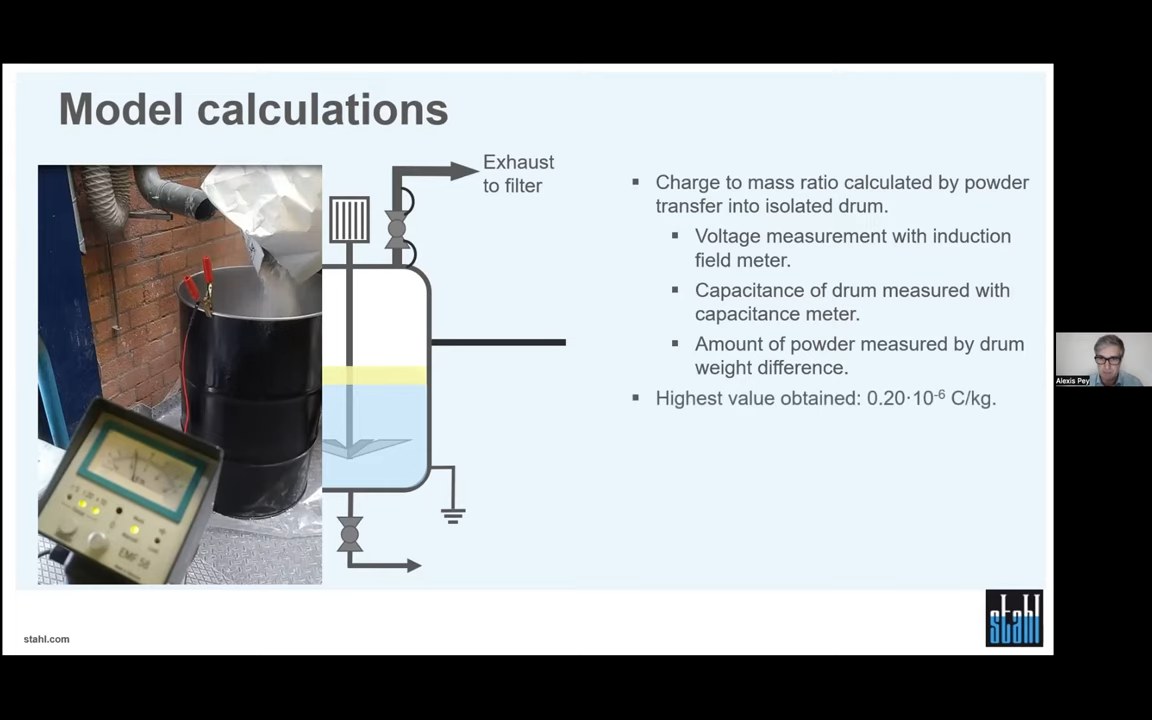 Model calculations
Exhaust
to filter
▪ Charge to mass ratio calculated by powder
transfer into isolated drum.
▪ Voltage measurement with induction
field meter.
▪ Capacitance of drum measured with
capacitance meter.
▪ Amount of powder measured by drum
weight difference.
▪ Highest value obtained: 0.20·10⁻⁶ C/kg.
EMF 58
Alexis Pey
stahl.com
stahl